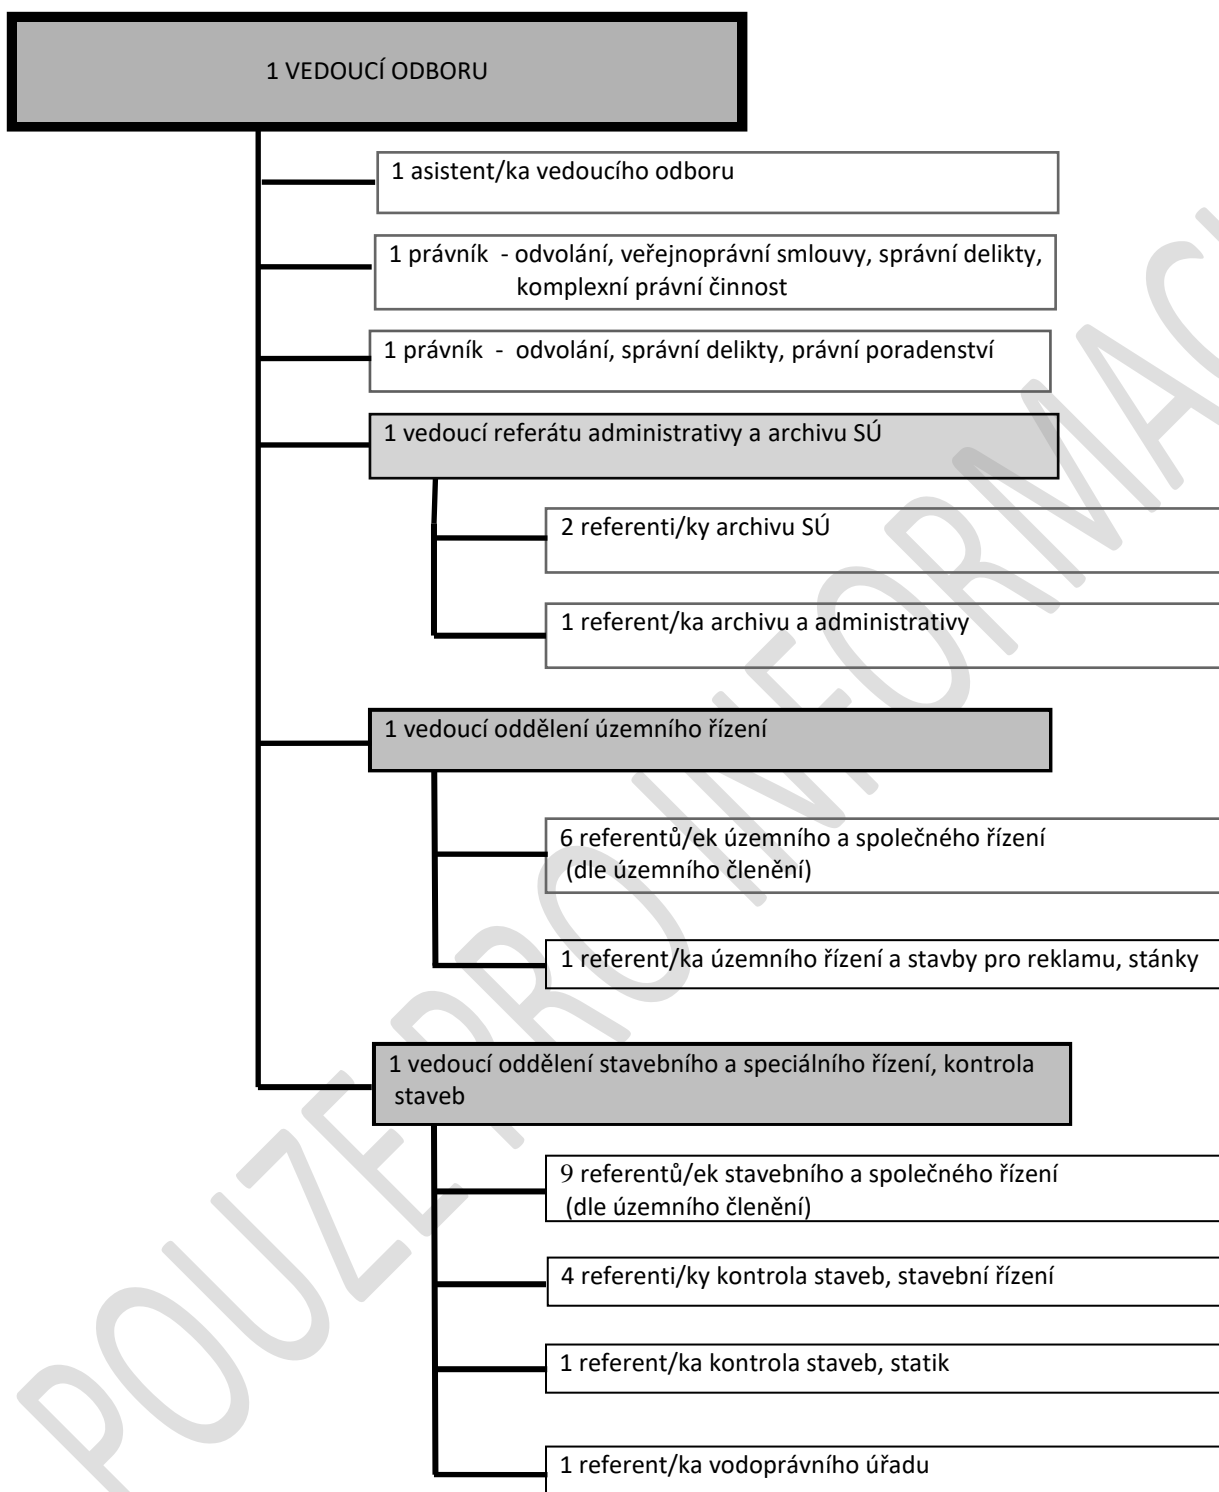 1 VEDOUCÍ ODBORU
1 asistent/ka vedoucího odboru
1 právník - odvolání, veřejnoprávní smlouvy, správní delikty,
komplexní právní činnost
1 právník - odvolání, správní delikty, právní poradenství
1 vedoucí referátu administrativy a archivu SÚ
2 referenti/ky archivu SÚ
1 referent/ka archivu a administrativy
1 vedoucí oddělení územního řízení
6 referentů/ek územního a společného řízení
(dle územního členění)
1 referent/ka územního řízení a stavby pro reklamu, stánky
1 vedoucí oddělení stavebního a speciálního řízení, kontrola
staveb
9 referentů/ek stavebního a společného řízení
(dle územního členění)
4 referenti/ky kontrola staveb, stavební řízení
1 referent/ka kontrola staveb, statik
1 referent/ka vodoprávního úřadu
POUZE PRO INFORMAC